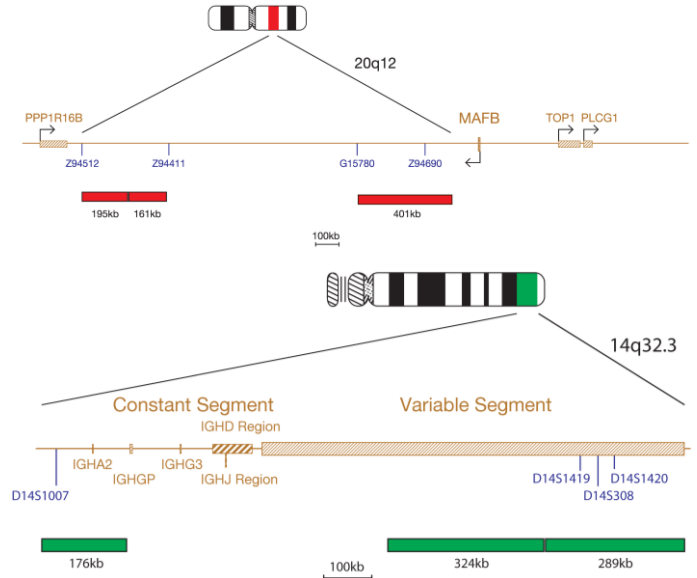 20q12
PPP1R16B
MAFB
TOP1 PLCG1
Z94512
Z94411
G15780
Z94690
195kb
161kb
401kb
100kb
14q32.3
Constant Segment
Variable Segment
IGHD Region
IGHA2
IGHGP
IGHG3
IGHJ Region
D14S1007
D14S1419
D14S1420
D14S308
176kb
100kb
324kb
289kb